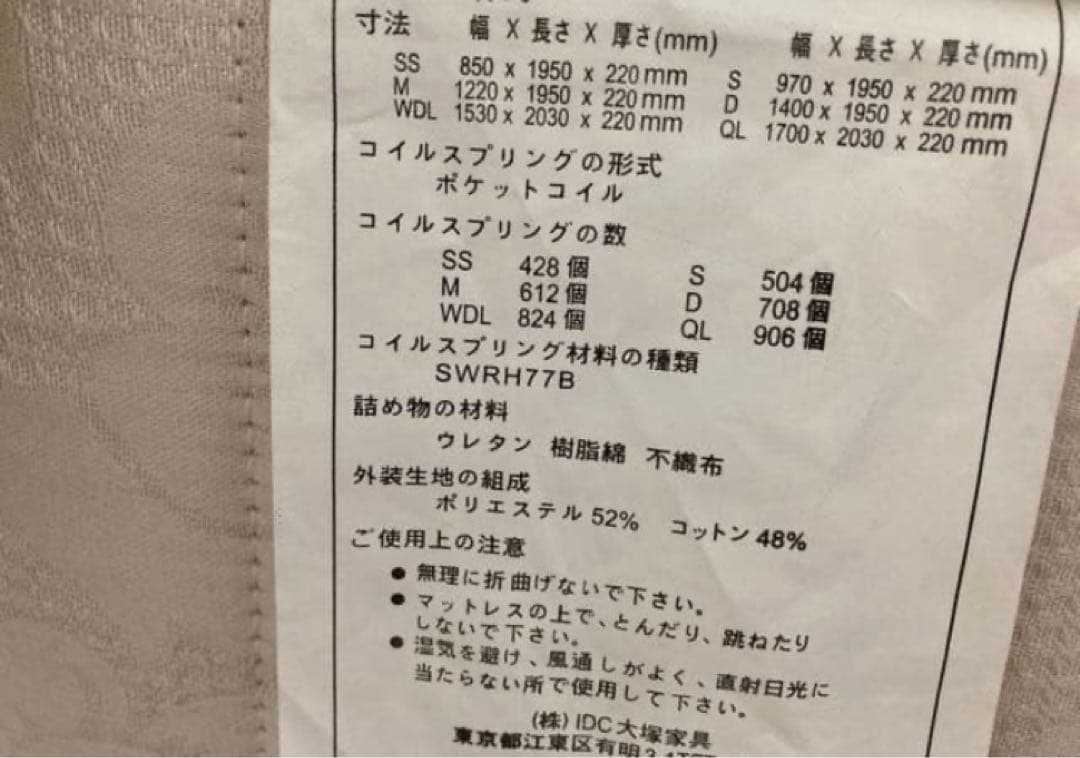 寸法 幅 X 長さ X 厚さ(mm) 幅 X 長さ X 厚さ(mm)
SS 850 x 1950 x 220 mm S 970 x 1950 x 220 mm
M 1220 x 1950 x 220 mm D 1400 x 1950 x 220 mm
WDL 1530 x 2030 x 220 mm QL 1700 x 2030 x 220 mm
コイルスプリングの形式
ポケットコイル
コイルスプリングの数
SS 428 個 S 504 個
M 612 個 D 708 個
WDL 824 個 QL 906 個
コイルスプリング材料の種類
SWRH77B
詰め物の材料
ウレタン 樹脂綿 不織布
外装生地の組成
ポリエステル 52% コットン 48%
ご使用上の注意
● 無理に折曲げないで下さい。
● マットレスの上で、とんだり、跳ねたり
しないで下さい。
● 湿気を避け、風通しがよく、直射日光に
当たらない所で使用して下さい。
(株) IDC大塚家具
東京都江東区有明